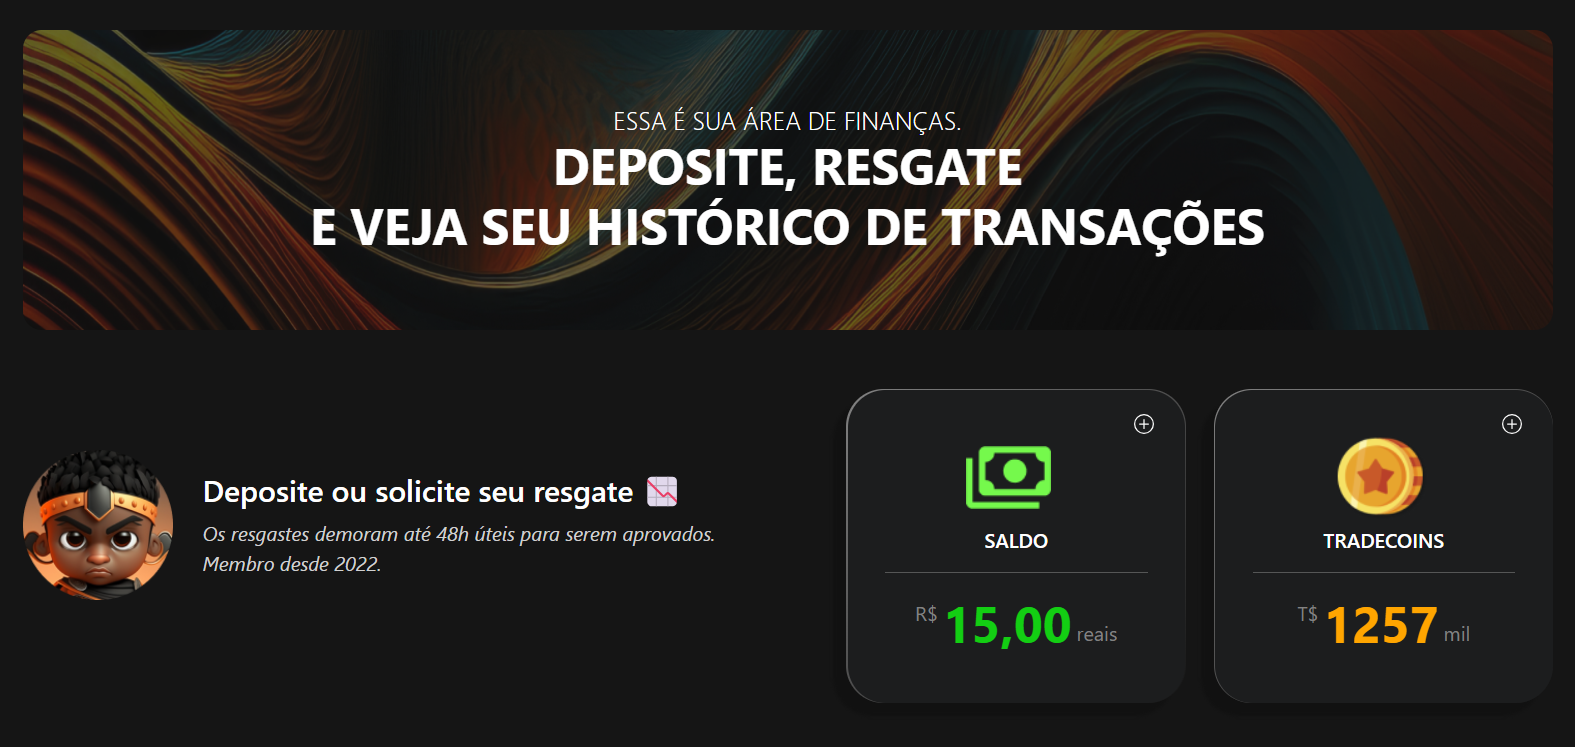 ESSA É SUA ÁREA DE FINANÇAS.
DEPOSITE, RESGATE
E VEJA SEU HISTÓRICO DE TRANSAÇÕES
Deposite ou solicite seu resgate
Os resgastes demoram até 48h úteis para serem aprovados.
Membro desde 2022.
SALDO
R$ 15,00 reais
TRADECOINS
T$ 1257 mil